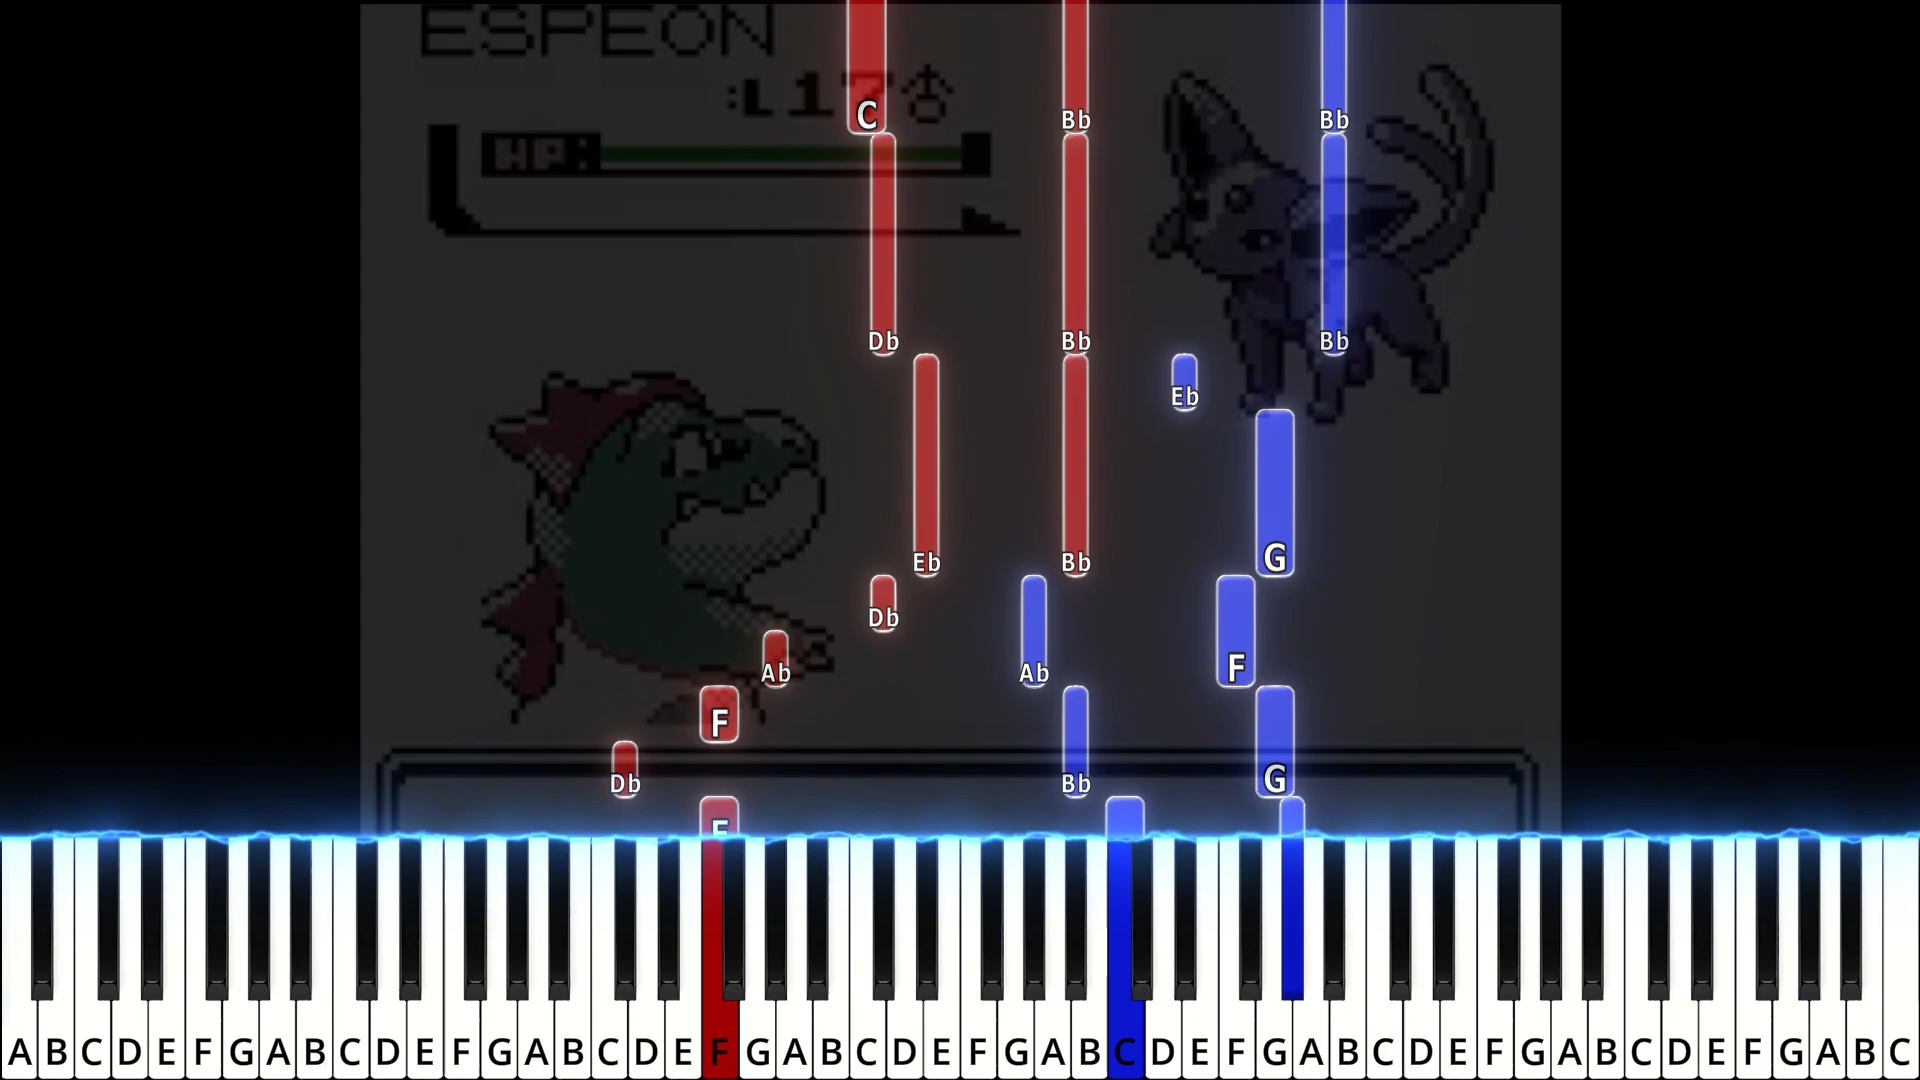 ESPEON
:L17♂
HP:
C Bb Bb
Db Bb Bb
Eb
Eb Bb G
Db
Ab Ab F
F
Db Bb G
F
A B C D E F G A B C D E F G A B C D E F G A B C D E F G A B C D E F G A B C D E F G A B C D E F G A B C